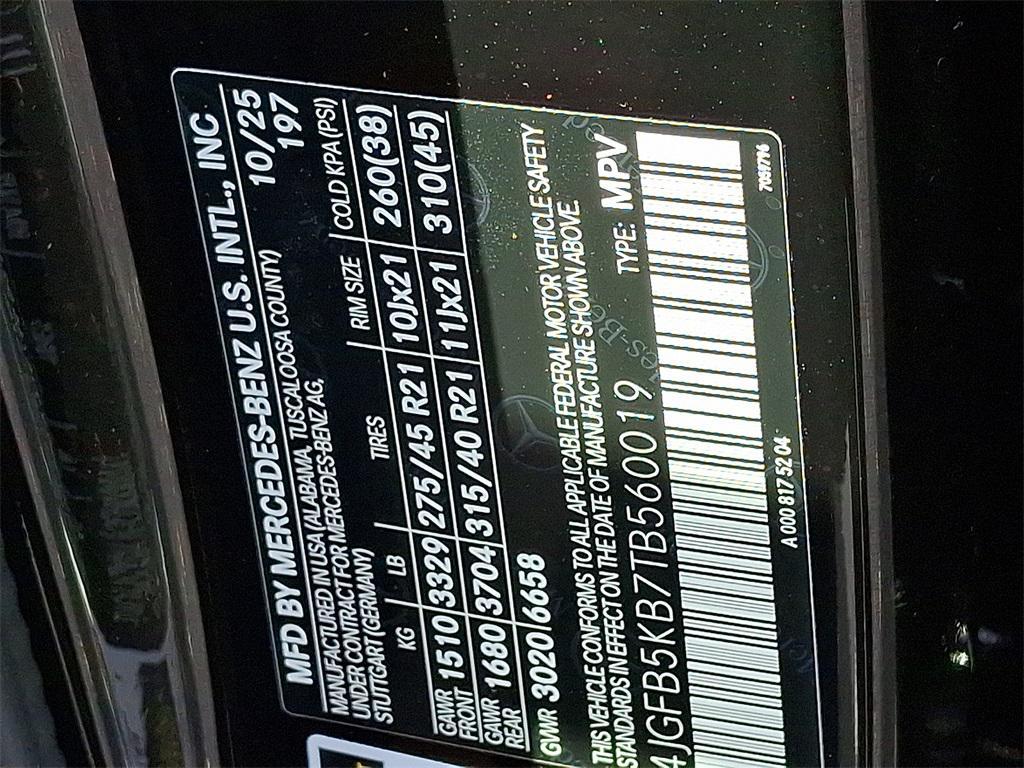 MFD BY MERCEDES-BENZ U.S. INTL., INC
MANUFACTURED IN USA (ALABAMA, TUSCALOOSA COUNTY) 10/25
UNDER CONTRACT FOR MERCEDES-BENZ AG, 197
STUTTGART (GERMANY)
KG LB TIRES RIM SIZE COLD KPA (PSI)
GAWR FRONT 1510 3329 275/45 R21 10Jx21 260(38)
GAWR REAR 1680 3704 315/40 R21 11Jx21 310(45)
GVWR 3020 6658
THIS VEHICLE CONFORMS TO ALL APPLICABLE FEDERAL MOTOR VEHICLE SAFETY
STANDARDS IN EFFECT ON THE DATE OF MANUFACTURE SHOWN ABOVE.
4JGFB5KB7TB560019 TYPE: MPV
A 000 817 52 04